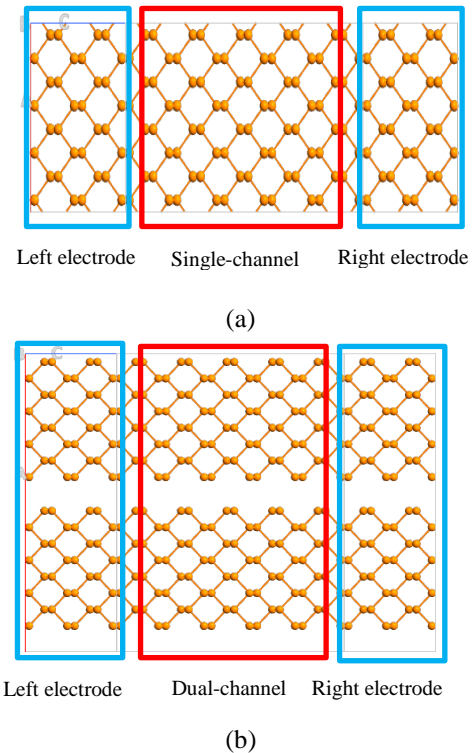 C
Left electrode Single-channel Right electrode
(a)
B C
Left electrode Dual-channel Right electrode
(b)